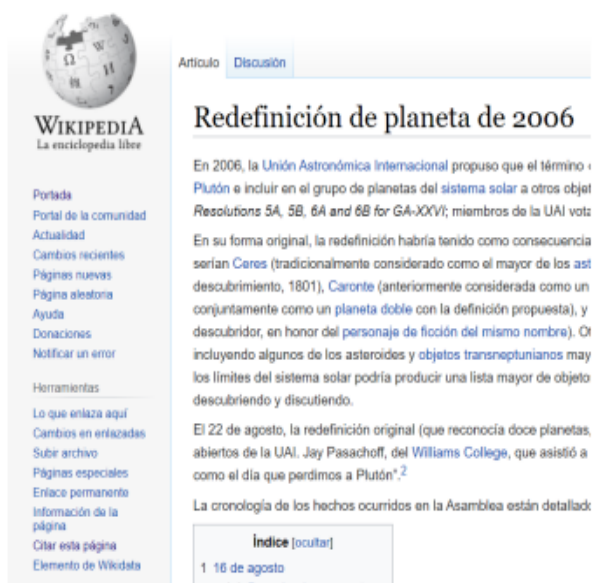 WIKIPEDIA
La enciclopedia libre
Portada
Portal de la comunidad
Actualidad
Cambios recientes
Páginas nuevas
Página aleatoria
Ayuda
Donaciones
Notificar un error
Herramientas
Lo que enlaza aquí
Cambios en enlazadas
Subir archivo
Páginas especiales
Enlace permanente
Información de la
página
Citar esta página
Elemento de Wikidata
Artículo Discusión
Redefinición de planeta de 2006
En 2006, la Unión Astronómica Internacional propuso que el término
Plutón e incluir en el grupo de planetas del sistema solar a otros objet
Resolutions 5A, 5B, 6A and 6B for GA-XXVI; miembros de la UAI vota
En su forma original, la redefinición habría tenido como consecuencia
serían Ceres (tradicionalmente considerado como el mayor de los ast
descubrimiento, 1801), Caronte (anteriormente considerada como un
conjuntamente como un planeta doble con la definición propuesta), y
descubridor, en honor del personaje de ficción del mismo nombre). Ot
incluyendo algunos de los asteroides y objetos transneptunianos may
los límites del sistema solar podría producir una lista mayor de objeto
descubriendo y discutiendo.
El 22 de agosto, la redefinición original (que reconocía doce planetas,
abiertos de la UAI. Jay Pasachoff, del Williams College, que asistió a
como el día que perdimos a Plutón".2
La cronología de los hechos ocurridos en la Asamblea están detallado
Índice [ocultar]
1 16 de agosto